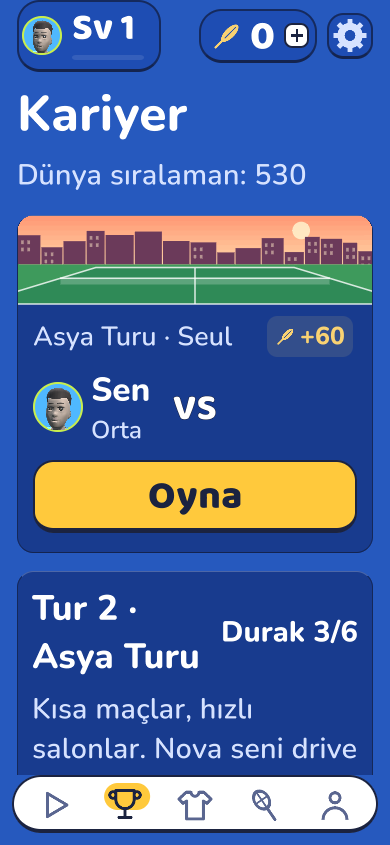 Sv 1
0
Kariyer
Dünya sıralaman: 530
Asya Turu · Seul
+60
Sen
Orta
VS
Oyna
Tur 2 ·
Asya Turu
Durak 3/6
Kısa maçlar, hızlı
salonlar. Nova seni drive